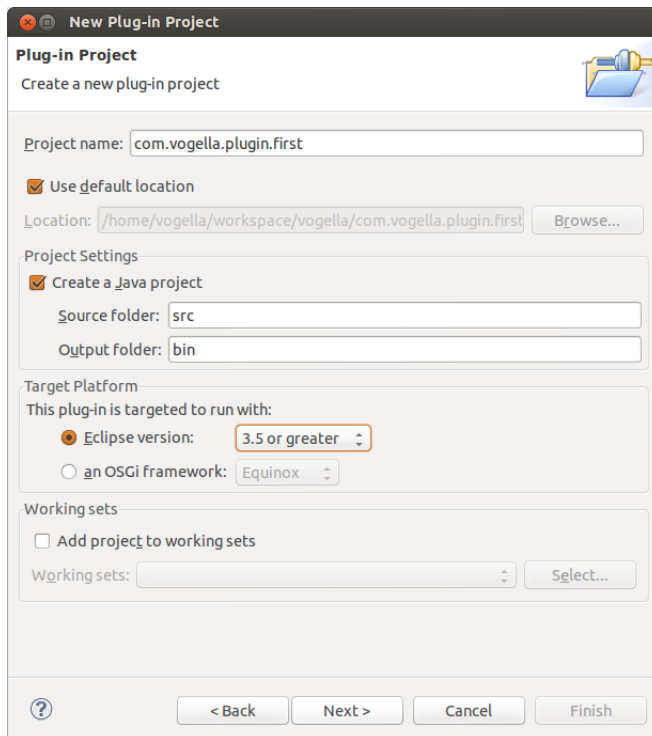 New Plug-in Project
Plug-in Project
Create a new plug-in project
Project name: com.vogella.plugin.first
Use default location
Location: /home/vogella/workspace/vogella/com.vogella.plugin.first Browse...
Project Settings
Create a Java project
Source folder: src
Output folder: bin
Target Platform
This plug-in is targeted to run with:
Eclipse version: 3.5 or greater
an OSGi framework: Equinox
Working sets
Add project to working sets
Working sets: Select...
? < Back Next > Cancel Finish